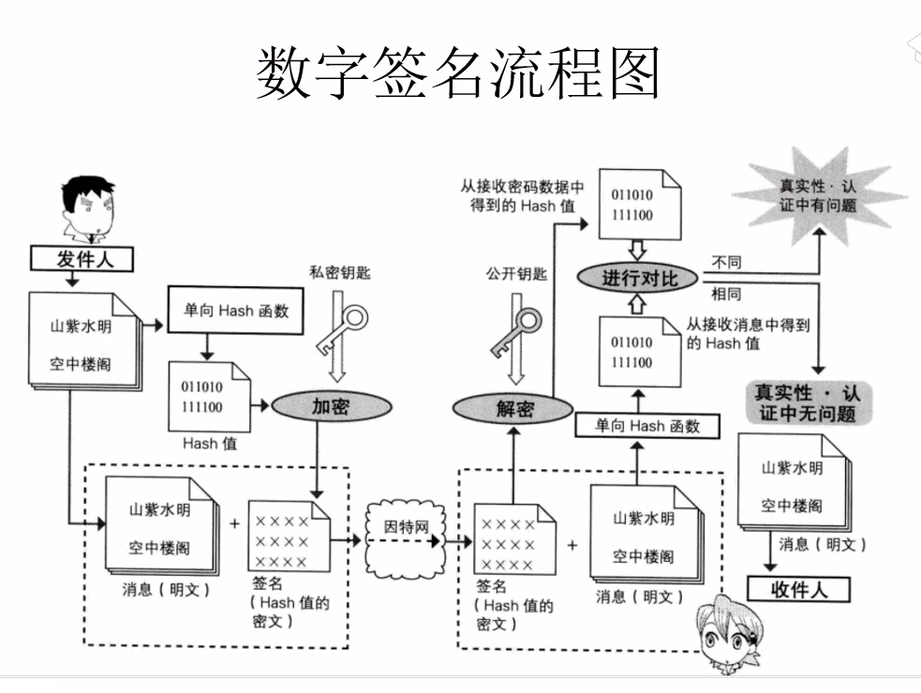 数字签名流程图
发件人
山紫水明
空中楼阁
单向 Hash 函数
011010
111100
Hash 值
私密钥匙
加密
山紫水明
空中楼阁
消息（明文）
+
××××
××××
××××
签名
（Hash 值的
密文）
因特网
××××
××××
××××
签名
（Hash 值的
密文）
+
山紫水明
空中楼阁
消息（明文）
公开钥匙
解密
从接收密码数据中
得到的 Hash 值
011010
111100
进行对比
011010
111100
从接收消息中得到
的 Hash 值
单向 Hash 函数
不同
相同
真实性·认
证中有问题
真实性·认
证中无问题
山紫水明
空中楼阁
消息（明文）
收件人